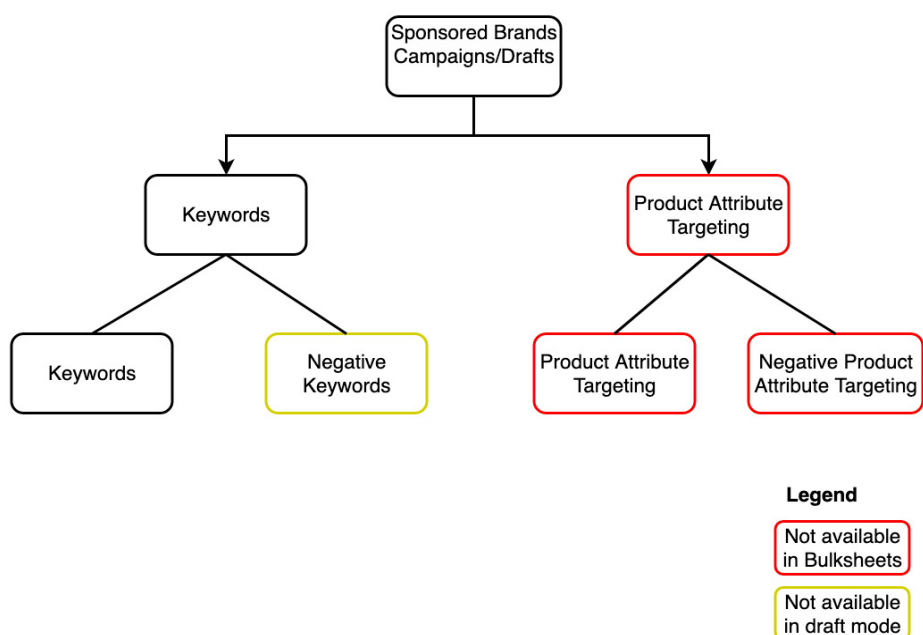 Sponsored Brands
Campaigns/Drafts
Keywords
Product Attribute
Targeting
Keywords
Negative
Keywords
Product Attribute
Targeting
Negative Product
Attribute Targeting
Legend
Not available
in Bulksheets
Not available
in draft mode